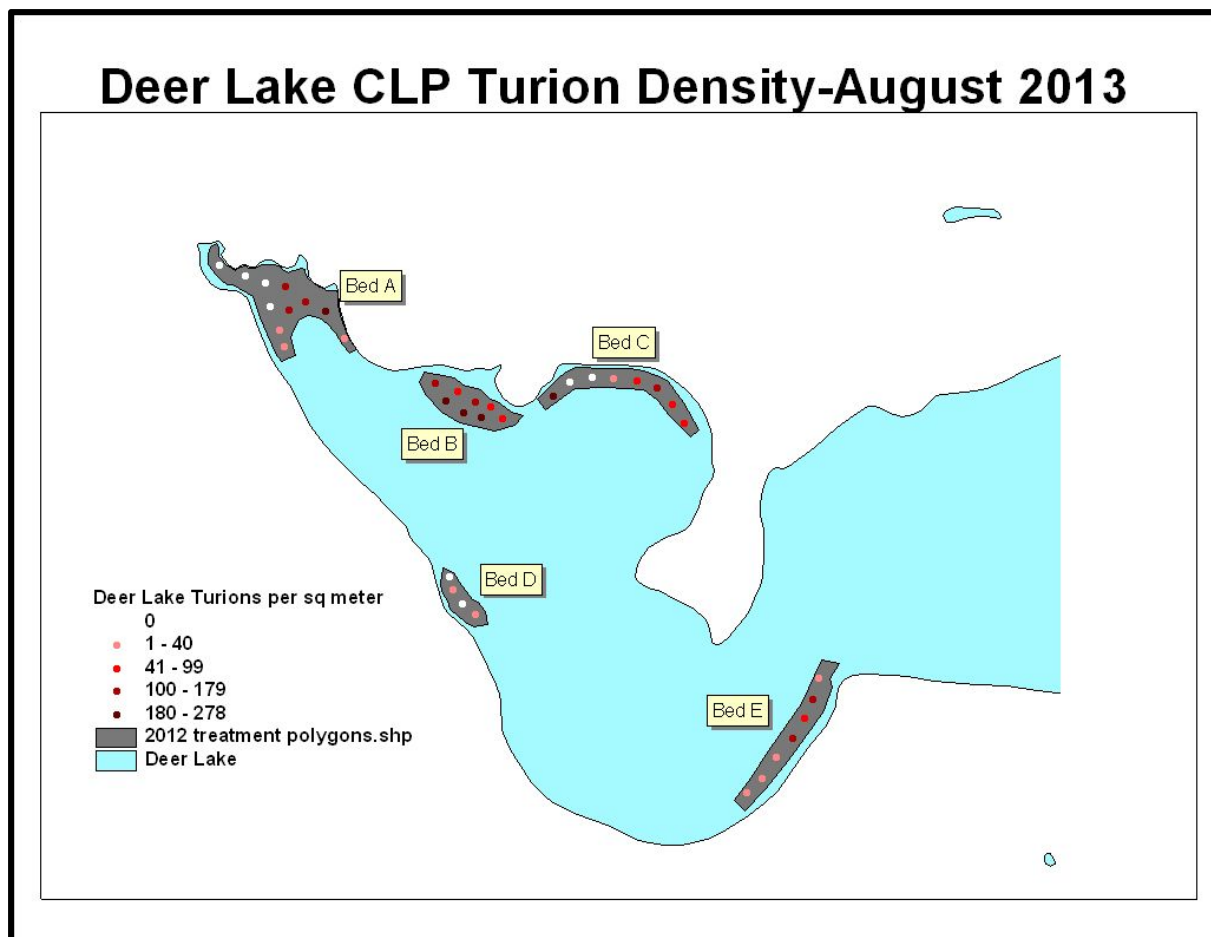 Deer Lake CLP Turion Density-August 2013
Bed A
Bed C
Bed B
Bed D
Bed E
Deer Lake Turions per sq meter
0
1 - 40
41 - 99
100 - 179
180 - 278
2012 treatment polygons.shp
Deer Lake